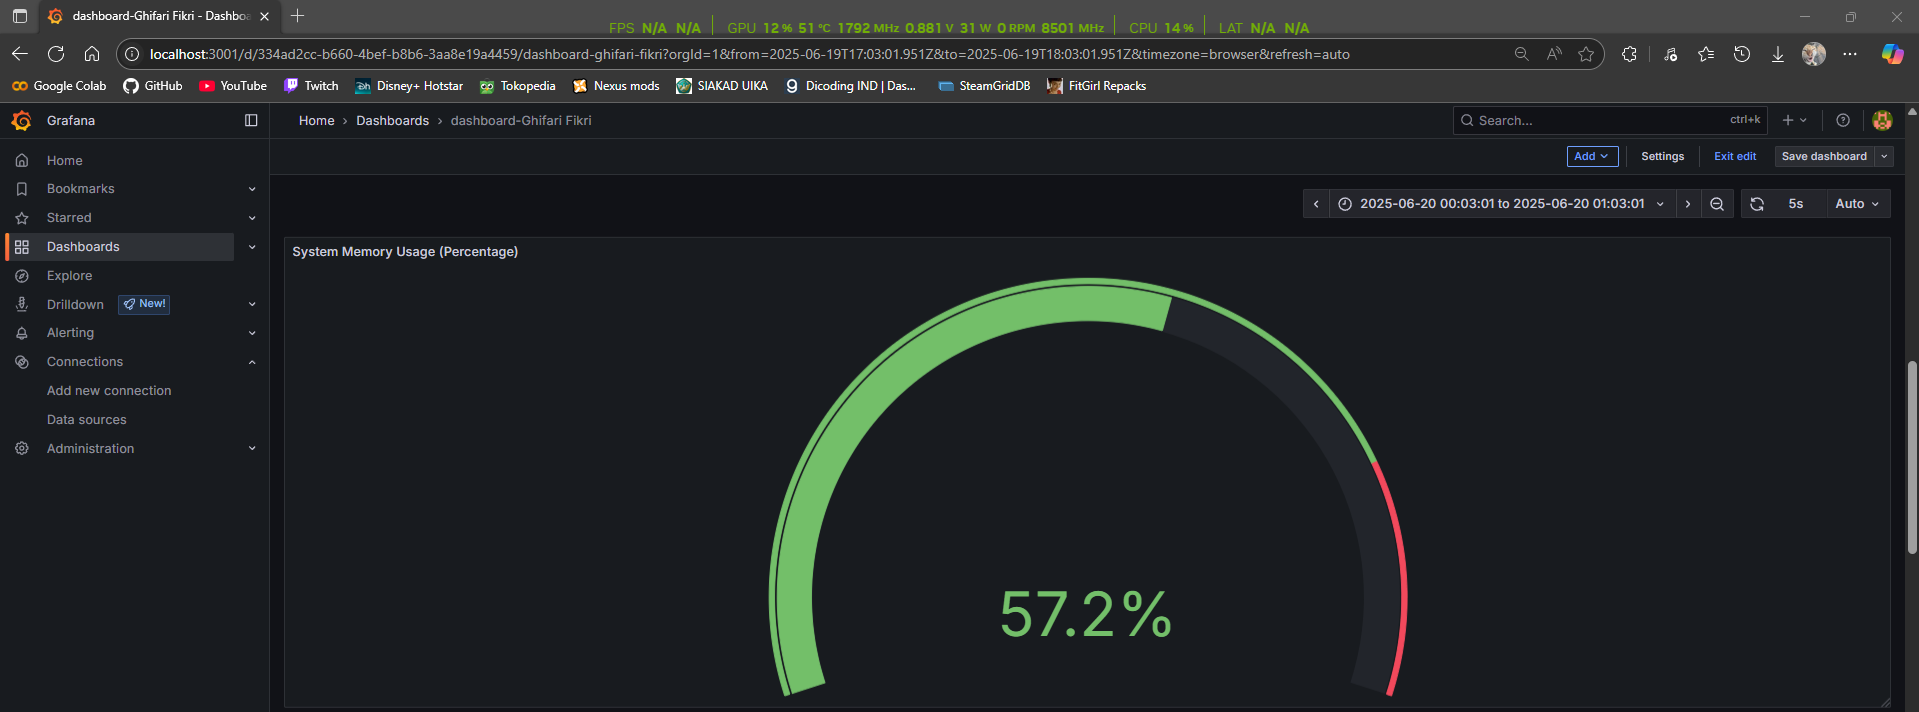 dashboard-Ghifari Fikri - Dashboa
FPS N/A N/A GPU 12 % 51 °C 1792 MHz 0.881 V 31 W 0 RPM 8501 MHz CPU 14 % LAT N/A N/A
localhost:3001/d/334ad2cc-b660-4bef-b8b6-3aa8e19a4459/dashboard-ghifari-fikri?orgId=1&from=2025-06-19T17:03:01.951Z&to=2025-06-19T18:03:01.951Z&timezone=browser&refresh=auto
Google Colab GitHub YouTube Twitch Disney+ Hotstar Tokopedia Nexus mods SIAKAD UIKA Dicoding IND | Das... SteamGridDB FitGirl Repacks
Grafana
Home › Dashboards › dashboard-Ghifari Fikri
Search... ctrl+k
Add Settings Exit edit Save dashboard
Home
Bookmarks
Starred
Dashboards
Explore
Drilldown New!
Alerting
Connections
Add new connection
Data sources
Administration
2025-06-20 00:03:01 to 2025-06-20 01:03:01 5s Auto
System Memory Usage (Percentage)
57.2%